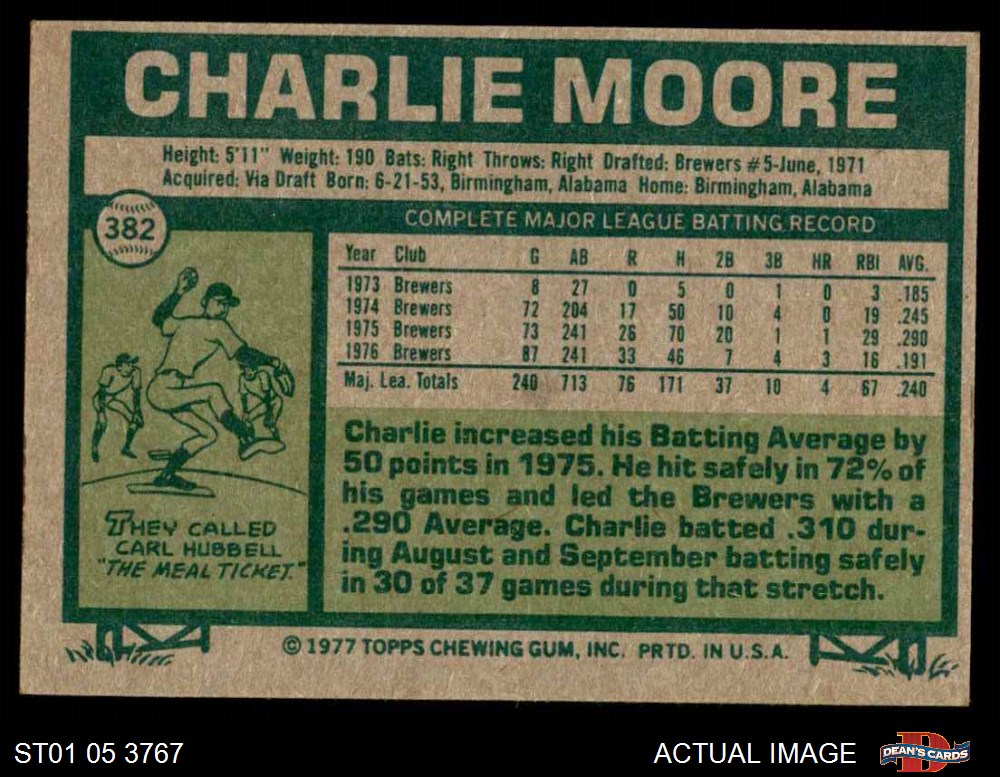 CHARLIE MOORE
Height: 5'11" Weight: 190 Bats: Right Throws: Right Drafted: Brewers #5-June, 1971
Acquired: Via Draft Born: 6-21-53, Birmingham, Alabama Home: Birmingham, Alabama
382
COMPLETE MAJOR LEAGUE BATTING RECORD
Year Club G AB R H 2B 3B HR RBI AVG.
1973 Brewers 8 27 0 5 0 1 0 3 .185
1974 Brewers 72 204 17 50 10 4 0 19 .245
1975 Brewers 73 241 26 70 20 1 1 29 .290
1976 Brewers 87 241 33 46 7 4 3 16 .191
Maj. Lea. Totals 240 713 76 171 37 10 4 67 .240
THEY CALLED
CARL HUBBELL
"THE MEAL TICKET."
Charlie increased his Batting Average by
50 points in 1975. He hit safely in 72% of
his games and led the Brewers with a
.290 Average. Charlie batted .310 dur-
ing August and September batting safely
in 30 of 37 games during that stretch.
© 1977 TOPPS CHEWING GUM, INC. PRTD. IN U.S.A.
ST01 05 3767
ACTUAL IMAGE
D
DEAN'S CARDS